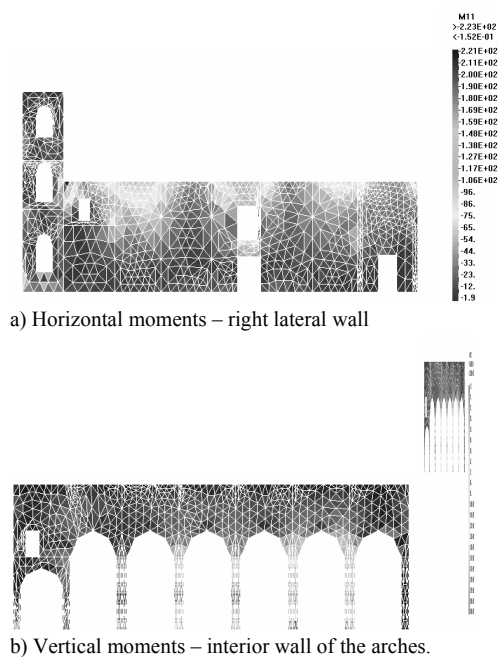 M11
>-2.23E+02
<-1.52E-01
-2.21E+02
-2.11E+02
-2.00E+02
-1.90E+02
-1.80E+02
-1.69E+02
-1.59E+02
-1.48E+02
-1.38E+02
-1.27E+02
-1.17E+02
-1.06E+02
-96.
-86.
-75.
-65.
-54.
-44.
-33.
-23.
-12.
-1.9
a) Horizontal moments – right lateral wall
b) Vertical moments – interior wall of the arches.